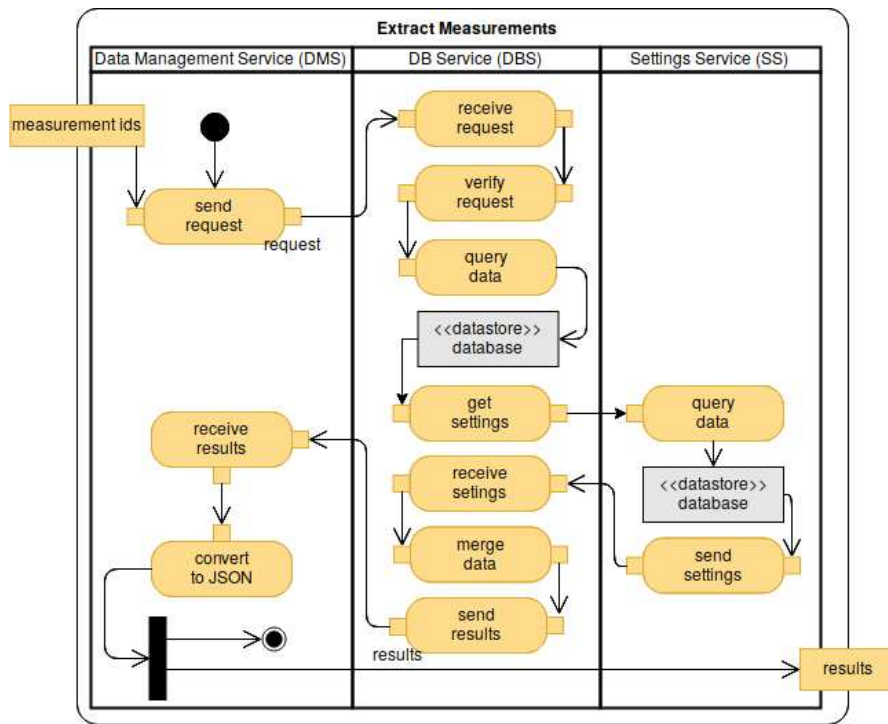 Extract Measurements
Data Management Service (DMS)
DB Service (DBS)
Settings Service (SS)
measurement ids
send
request
request
receive
request
verify
request
query
data
<<datastore>>
database
get
settings
query
data
<<datastore>>
database
send
settings
receive
setings
merge
data
send
results
results
receive
results
convert
to JSON
results